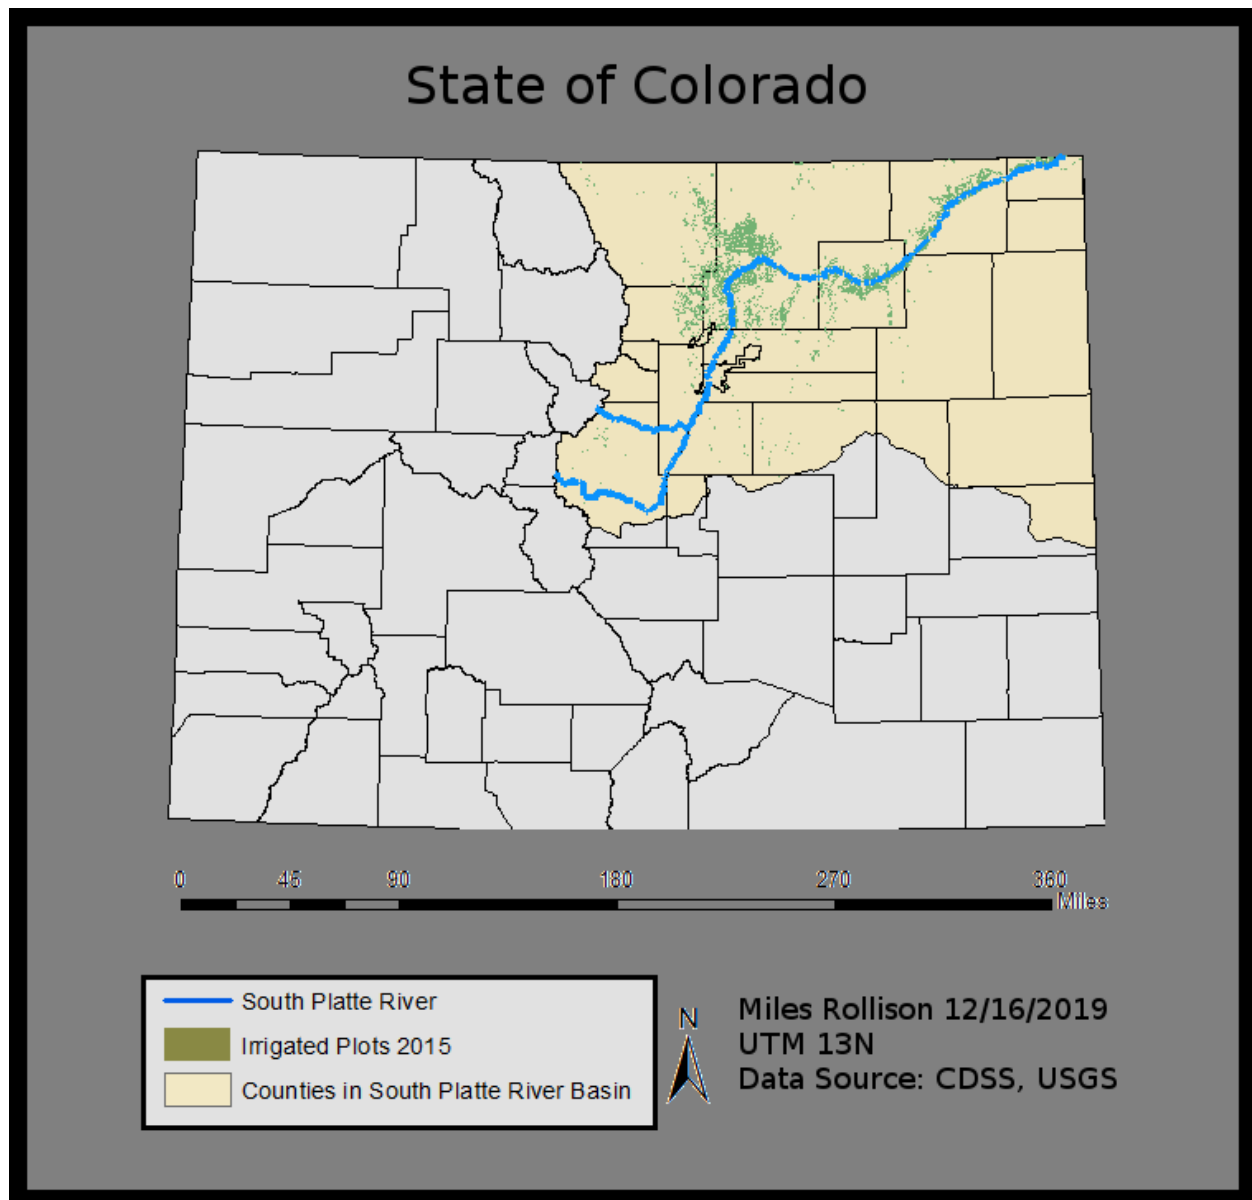 State of Colorado
0 45 90 180 270 360
Miles
South Platte River
Irrigated Plots 2015
Counties in South Platte River Basin
N
Miles Rollison 12/16/2019
UTM 13N
Data Source: CDSS, USGS